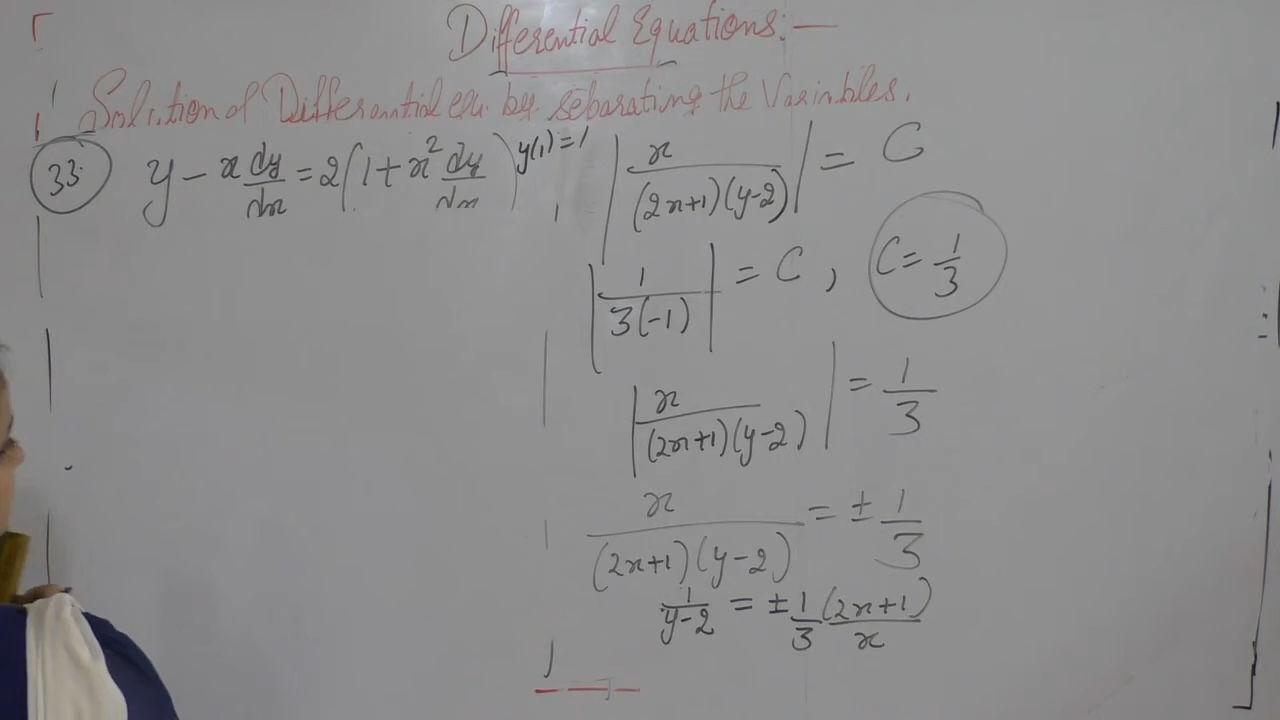 Differential Equations:-
Solution of Differential equ. by separating the Variables.
33. y - x dy/dx = 2(1 + x² dy/dx) y(1) = 1
|x / (2x+1)(y-2)| = C
|1 / 3(-1)| = C , C = 1/3
|x / (2x+1)(y-2)| = 1/3
x / (2x+1)(y-2) = ± 1/3
1/(y-2) = ± 1/3 (2x+1)/x